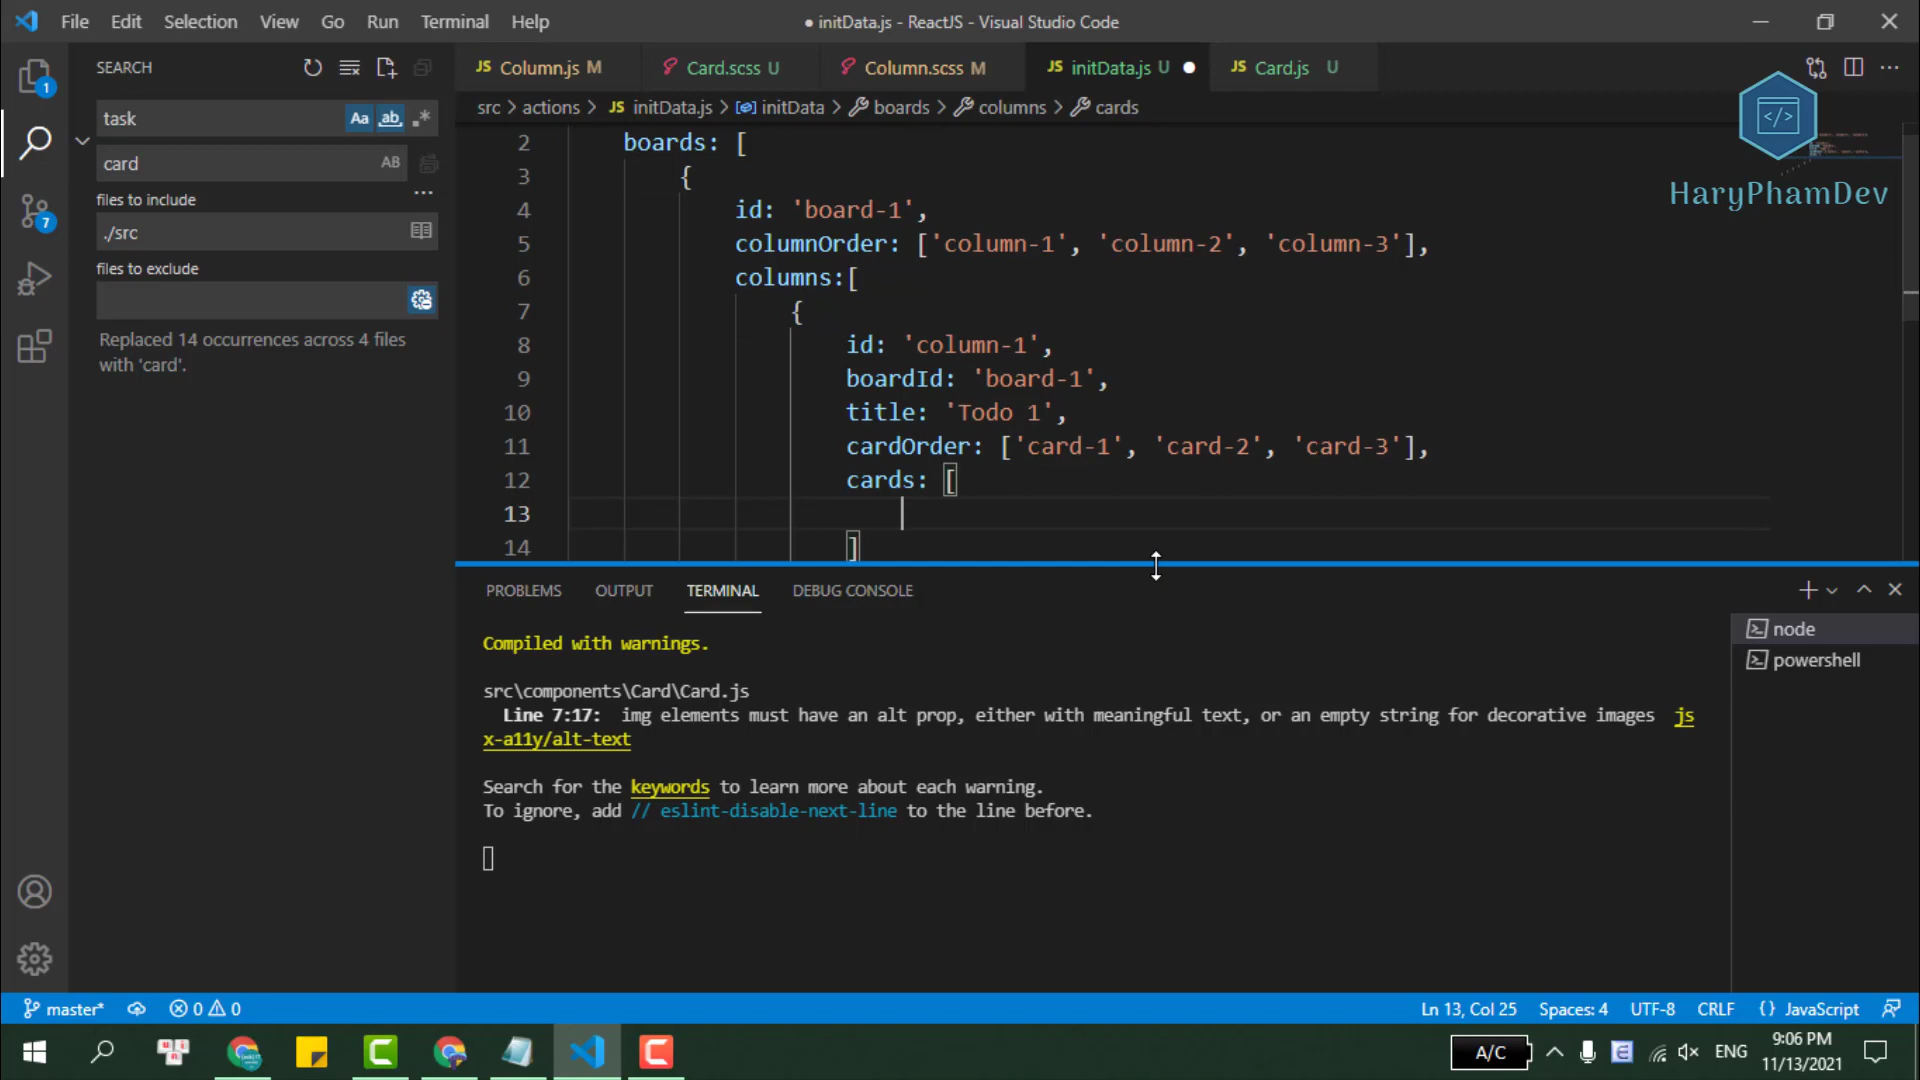 File Edit Selection View Go Run Terminal Help
● initData.js - ReactJS - Visual Studio Code
SEARCH
task
Aa
ab
card
AB
files to include
./src
files to exclude
Replaced 14 occurrences across 4 files
with 'card'.
1
7
JS Column.js M
Card.scss U
Column.scss M
JS initData.js U
JS Card.js U
src > actions > JS initData.js > initData > boards > columns > cards
</>
HaryPhamDev
2 boards: [
3 {
4 id: 'board-1',
5 columnOrder: ['column-1', 'column-2', 'column-3'],
6 columns:[
7 {
8 id: 'column-1',
9 boardId: 'board-1',
10 title: 'Todo 1',
11 cardOrder: ['card-1', 'card-2', 'card-3'],
12 cards: [
13
14 ]
PROBLEMS OUTPUT TERMINAL DEBUG CONSOLE
node
powershell
Compiled with warnings.
src\components\Card\Card.js
Line 7:17: img elements must have an alt prop, either with meaningful text, or an empty string for decorative images js
x-a11y/alt-text
Search for the keywords to learn more about each warning.
To ignore, add // eslint-disable-next-line to the line before.
master* 0 0
Ln 13, Col 25 Spaces: 4 UTF-8 CRLF {} JavaScript
A/C
ENG
9:06 PM
11/13/2021